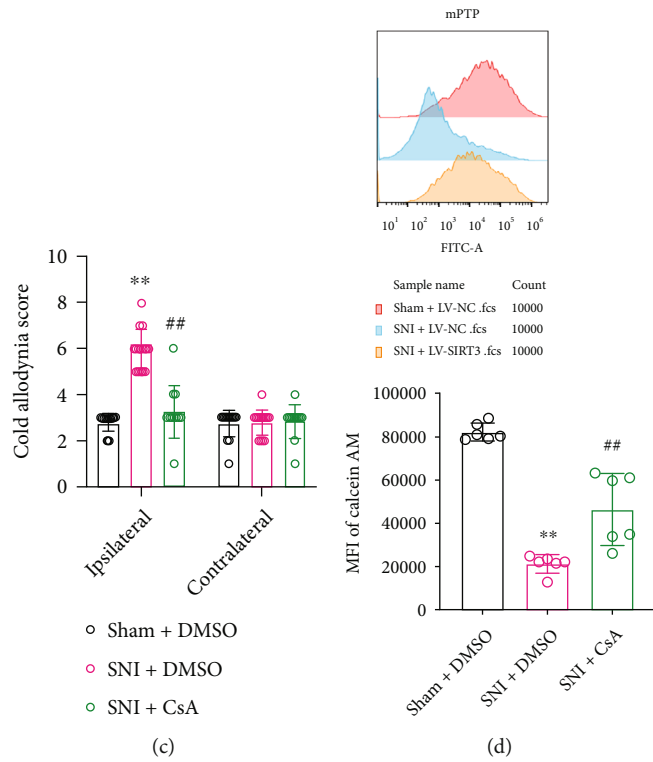 mPTP
10¹ 10² 10³ 10⁴ 10⁵ 10⁶
FITC-A
Sample name Count
Sham + LV-NC .fcs 10000
SNI + LV-NC .fcs 10000
SNI + LV-SIRT3 .fcs 10000
Cold allodynia score
10
8
6
4
2
0
**
##
Ipsilateral
Contralateral
Sham + DMSO
SNI + DMSO
SNI + CsA
(c)
MFI of calcein AM
100000
80000
60000
40000
20000
0
**
##
Sham + DMSO
SNI + DMSO
SNI + CsA
(d)